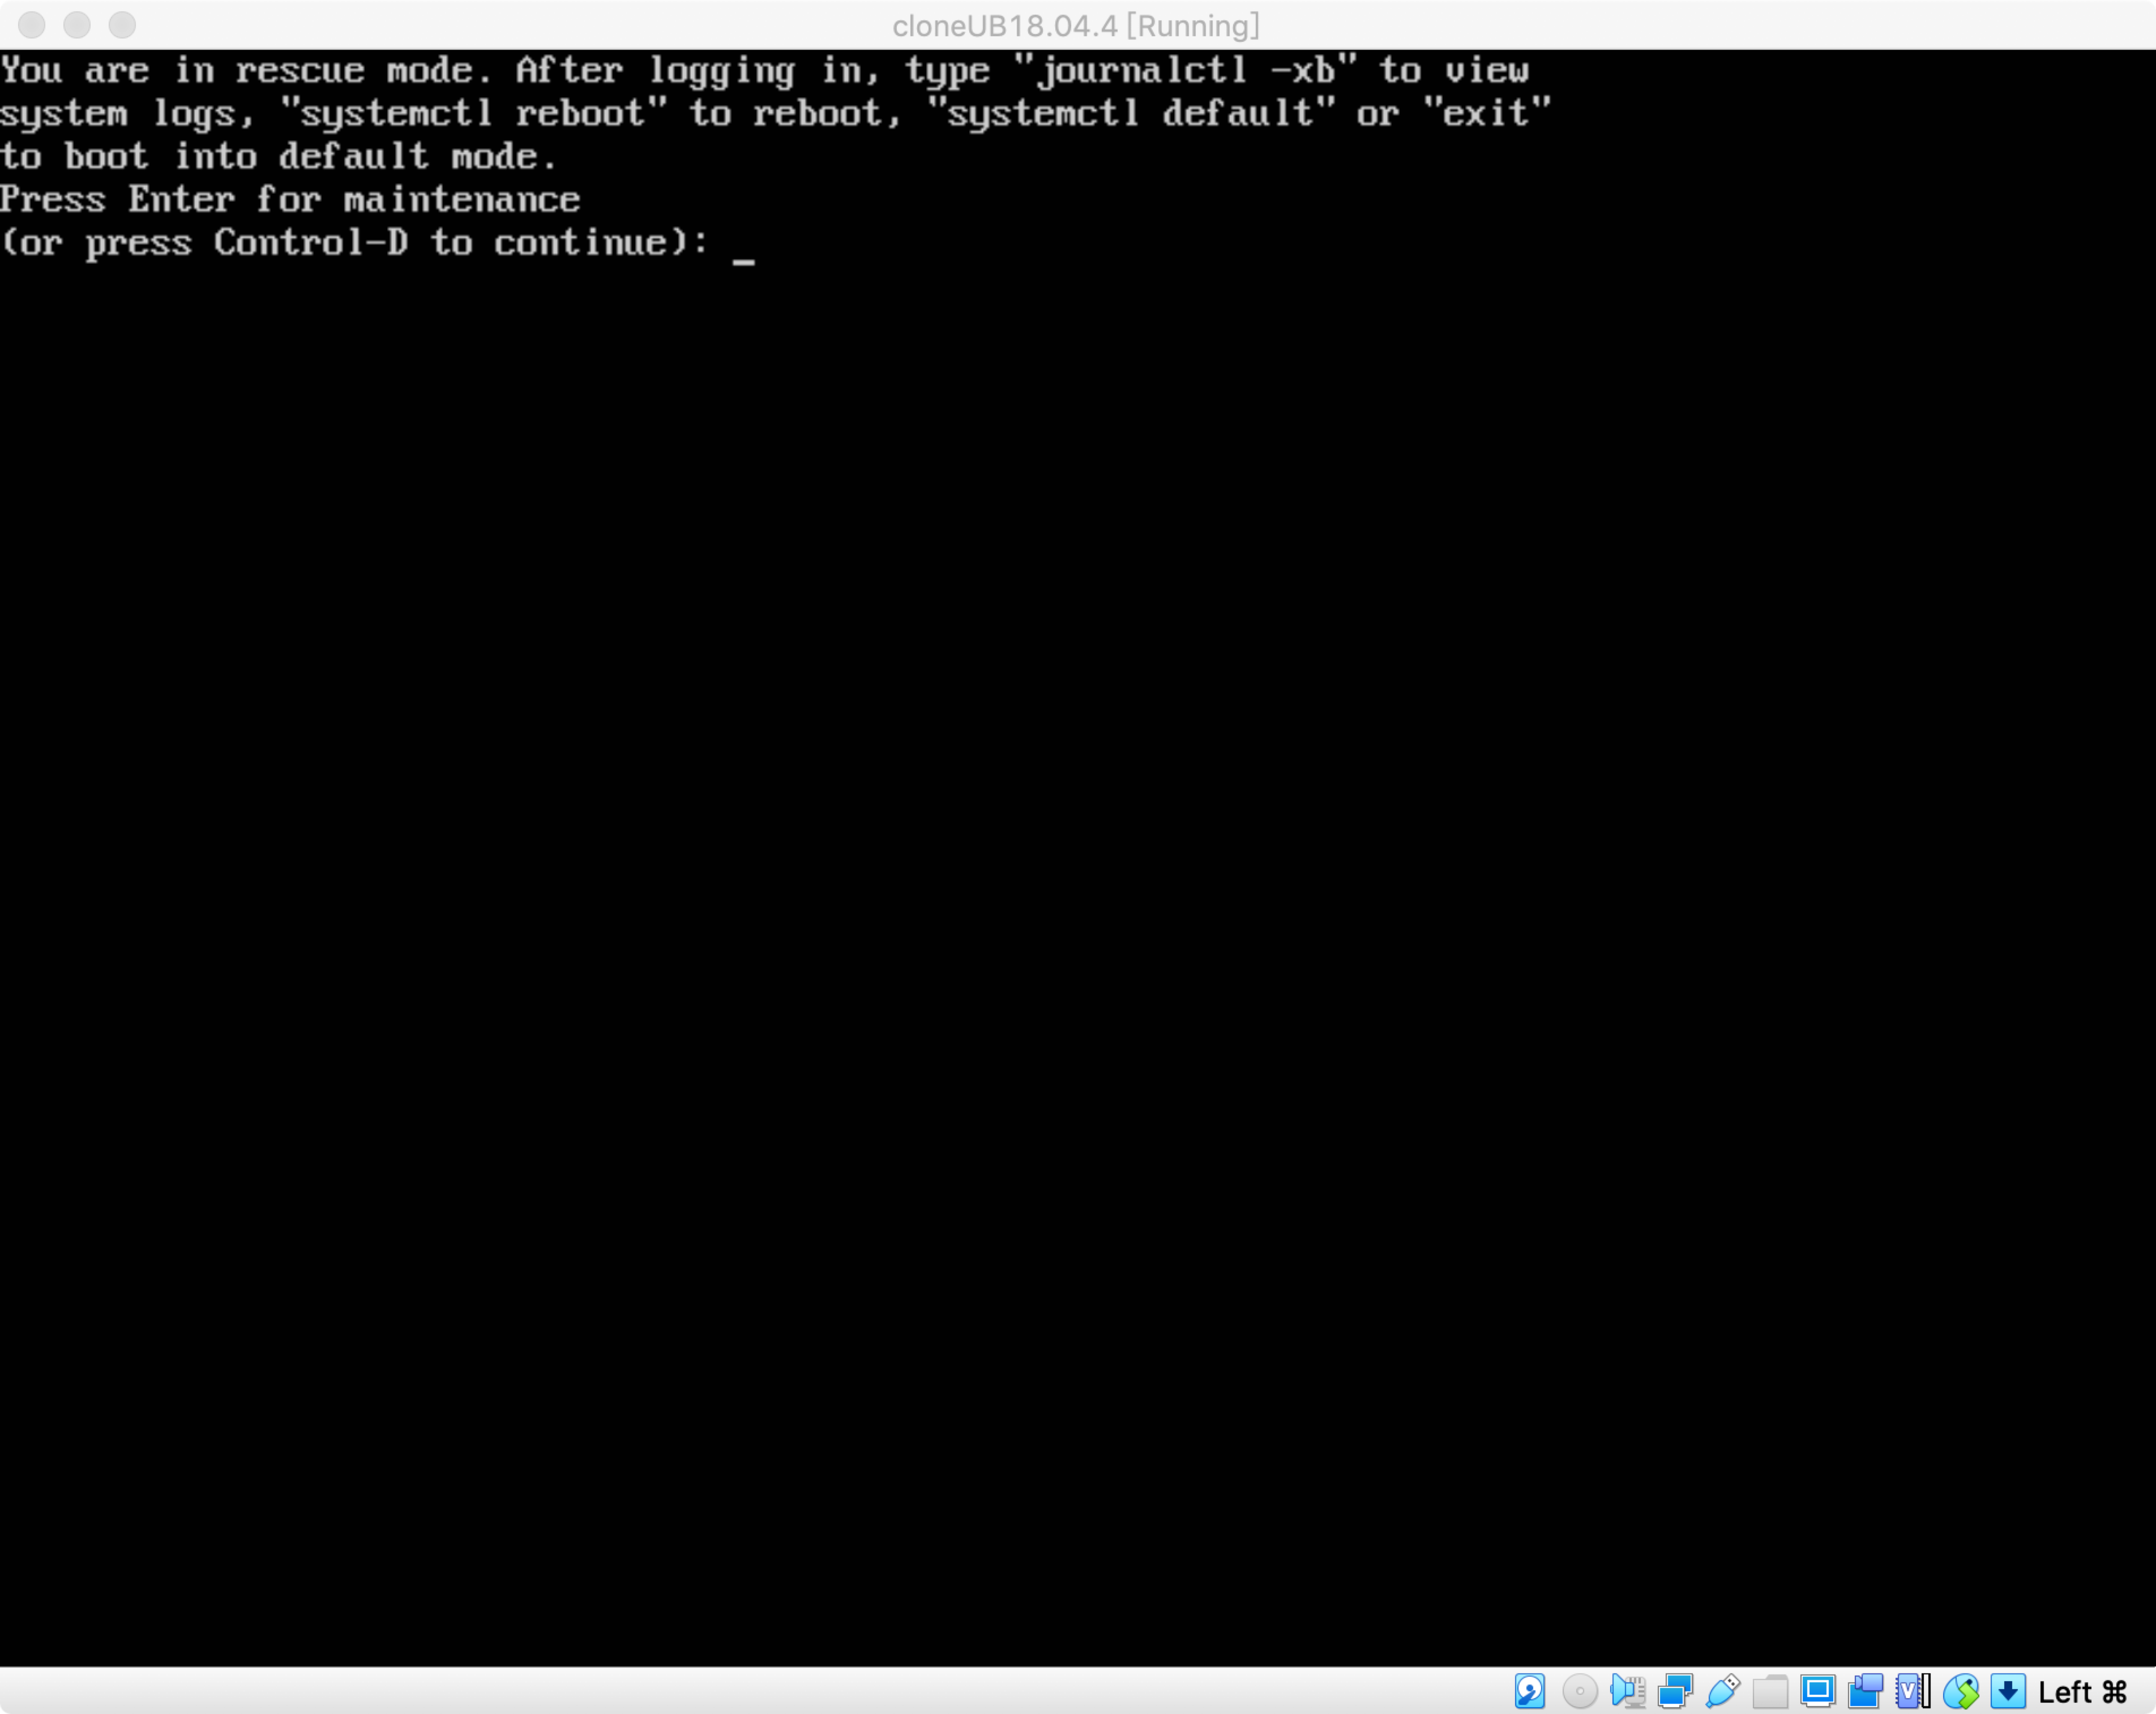 cloneUB18.04.4 [Running]
You are in rescue mode. After logging in, type "journalctl -xb" to view
system logs, "systemctl reboot" to reboot, "systemctl default" or "exit"
to boot into default mode.
Press Enter for maintenance
(or press Control-D to continue): _
V
Left ⌘